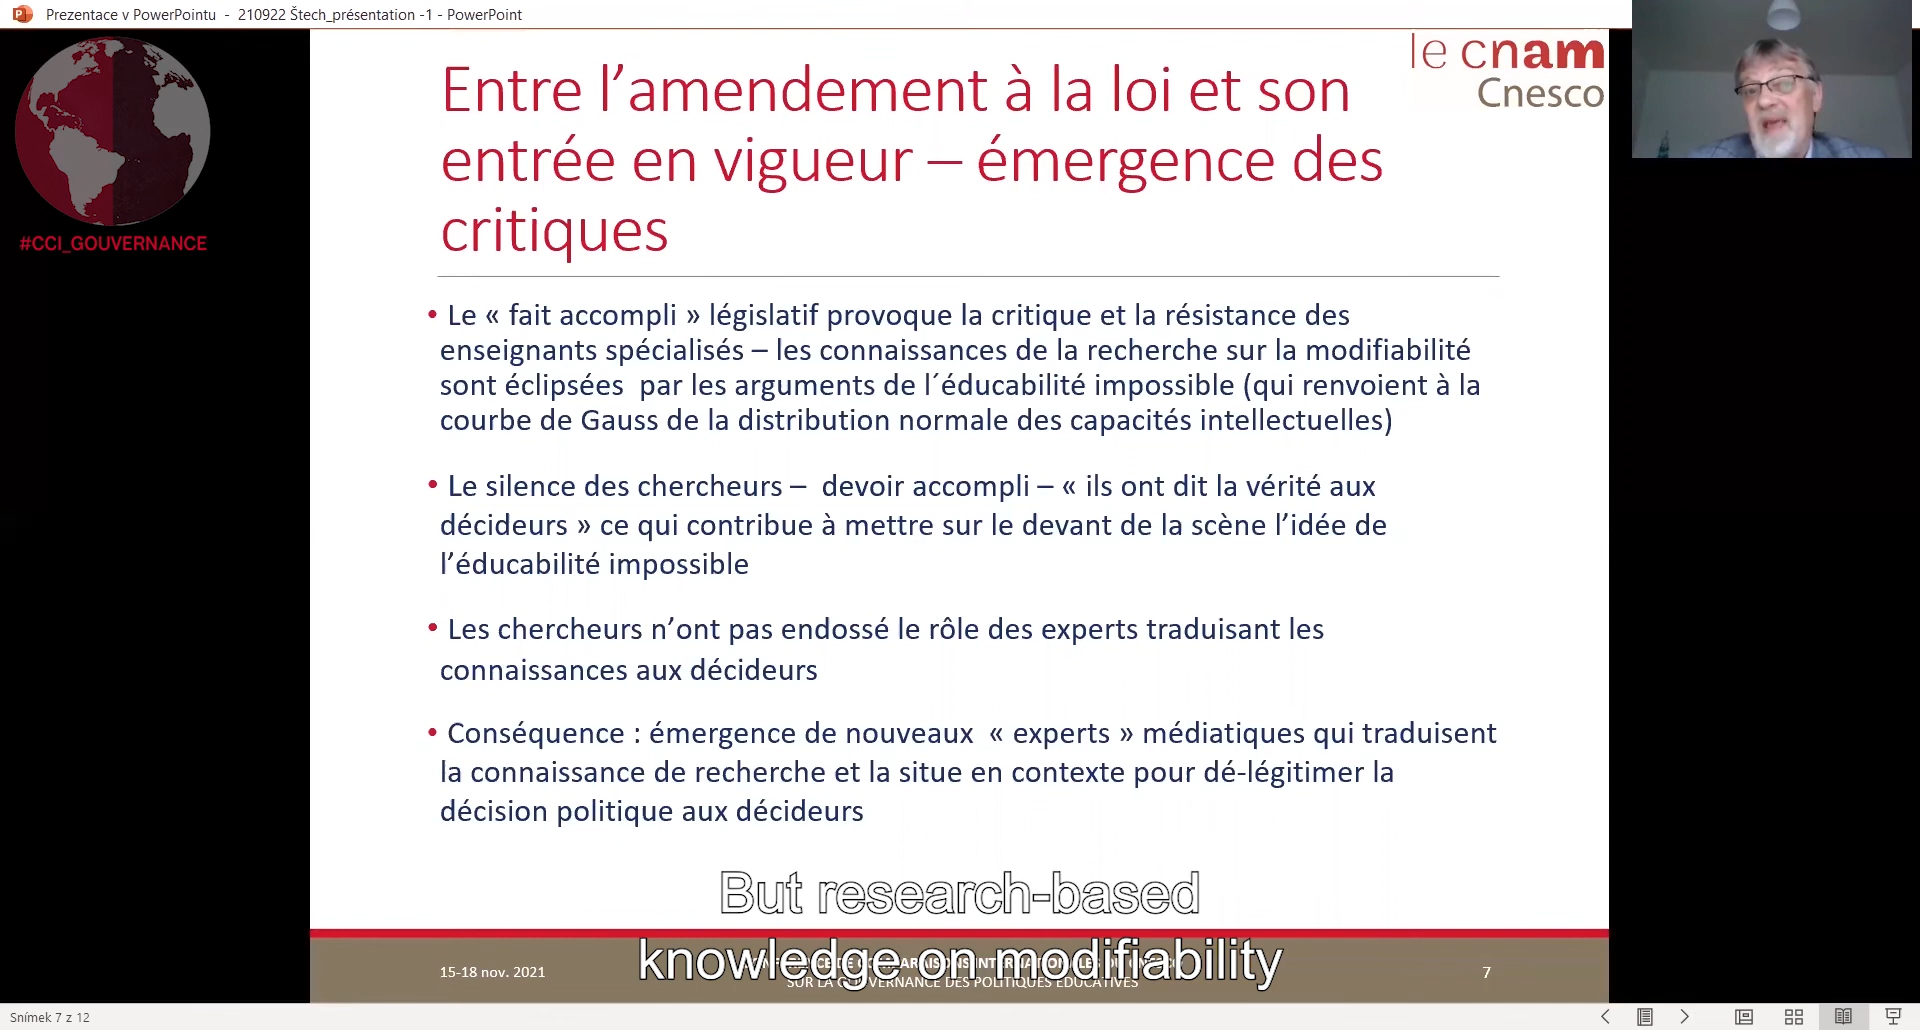 Prezentace v PowerPointu - 210922 Štech_présentation -1 - PowerPoint
le cnam
Cnesco
#CCI_GOUVERNANCE
Entre l’amendement à la loi et son
entrée en vigueur – émergence des
critiques
• Le « fait accompli » législatif provoque la critique et la résistance des
enseignants spécialisés – les connaissances de la recherche sur la modifiabilité
sont éclipsées par les arguments de l´éducabilité impossible (qui renvoient à la
courbe de Gauss de la distribution normale des capacités intellectuelles)
• Le silence des chercheurs – devoir accompli – « ils ont dit la vérité aux
décideurs » ce qui contribue à mettre sur le devant de la scène l’idée de
l’éducabilité impossible
• Les chercheurs n’ont pas endossé le rôle des experts traduisant les
connaissances aux décideurs
• Conséquence : émergence de nouveaux « experts » médiatiques qui traduisent
la connaissance de recherche et la situe en contexte pour dé-légitimer la
décision politique aux décideurs
But research-based
knowledge on modifiability
15-18 nov. 2021
SUR LA GOUVERNANCE DES POLITIQUES EDUCATIVES
7
Snímek 7 z 12